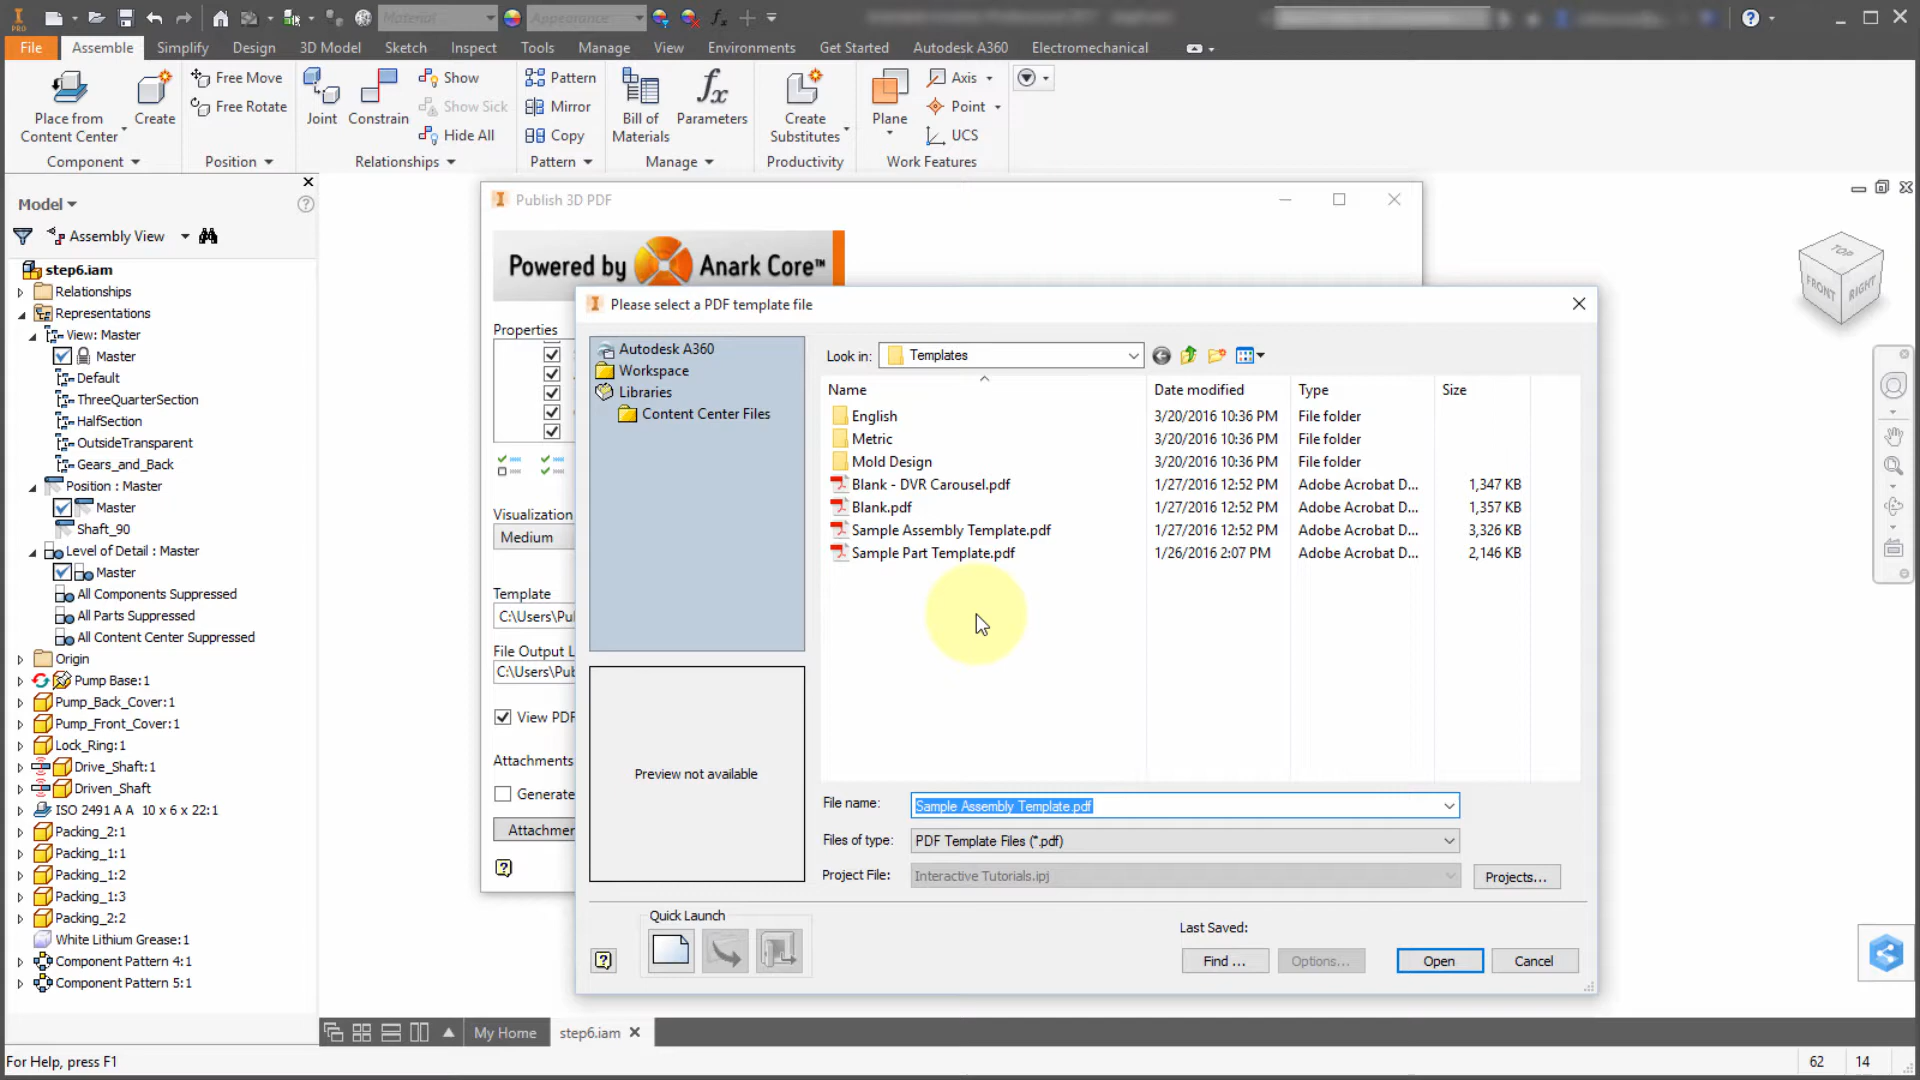 PRO
Material
Appearance
File
Assemble
Simplify
Design
3D Model
Sketch
Inspect
Tools
Manage
View
Environments
Get Started
Autodesk A360
Electromechanical
Place from
Content Center
Create
Free Move
Free Rotate
Joint
Constrain
Show
Show Sick
Hide All
Pattern
Mirror
Copy
Bill of
Materials
Parameters
Create
Substitutes
Plane
Axis
Point
UCS
Component
Position
Relationships
Pattern
Manage
Productivity
Work Features
Model
Assembly View
step6.iam
Relationships
Representations
View: Master
Master
Default
ThreeQuarterSection
HalfSection
OutsideTransparent
Gears_and_Back
Position : Master
Master
Shaft_90
Level of Detail : Master
Master
All Components Suppressed
All Parts Suppressed
All Content Center Suppressed
Origin
Pump Base:1
Pump_Back_Cover:1
Pump_Front_Cover:1
Lock_Ring:1
Drive_Shaft:1
Driven_Shaft
ISO 2491 A A 10 x 6 x 22:1
Packing_2:1
Packing_1:1
Packing_1:2
Packing_1:3
Packing_2:2
White Lithium Grease:1
Component Pattern 4:1
Component Pattern 5:1
Publish 3D PDF
Powered by Anark Core™
Properties
Visualization
Medium
Template
C:\Users\Pul
File Output L
C:\Users\Pub
View PDF
Attachments
Generate
Attachmer
Please select a PDF template file
Autodesk A360
Workspace
Libraries
Content Center Files
Preview not available
Look in: Templates
Name Date modified Type Size
English 3/20/2016 10:36 PM File folder
Metric 3/20/2016 10:36 PM File folder
Mold Design 3/20/2016 10:36 PM File folder
Blank - DVR Carousel.pdf 1/27/2016 12:52 PM Adobe Acrobat D... 1,347 KB
Blank.pdf 1/27/2016 12:52 PM Adobe Acrobat D... 1,357 KB
Sample Assembly Template.pdf 1/27/2016 12:52 PM Adobe Acrobat D... 3,326 KB
Sample Part Template.pdf 1/26/2016 2:07 PM Adobe Acrobat D... 2,146 KB
File name: Sample Assembly Template.pdf
Files of type: PDF Template Files (*.pdf)
Project File: Interactive Tutorials.ipj
Projects...
Quick Launch
Last Saved:
Find ...
Options...
Open
Cancel
TOP
FRONT
RIGHT
My Home
step6.iam
For Help, press F1
62
14